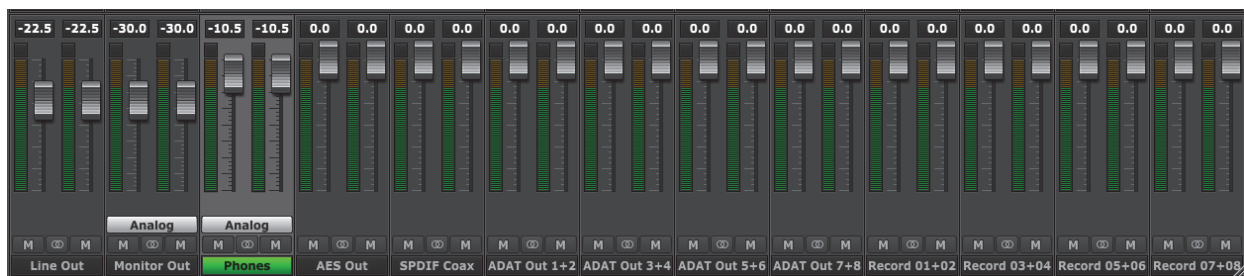 -22.5 -22.5 -30.0 -30.0 -10.5 -10.5 0.0 0.0 0.0 0.0 0.0 0.0 0.0 0.0 0.0 0.0 0.0 0.0 0.0 0.0 0.0 0.0 0.0 0.0 0.0 0.0
Analog Analog
M M M M M M M M M M M M M M M M M M M M M M M M M M
Line Out Monitor Out Phones AES Out SPDIF Coax ADAT Out 1+2 ADAT Out 3+4 ADAT Out 5+6 ADAT Out 7+8 Record 01+02 Record 03+04 Record 05+06 Record 07+08